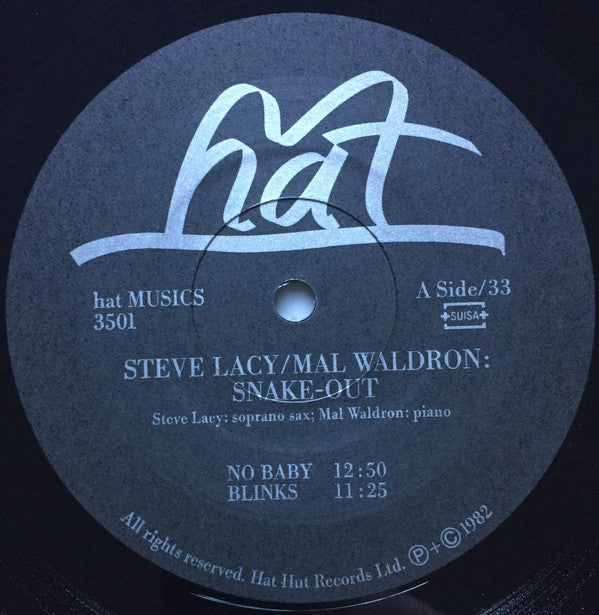 hat
hat MUSICS
3501
A Side/33
SUISA
STEVE LACY/MAL WALDRON:
SNAKE-OUT
Steve Lacy: soprano sax; Mal Waldron: piano
NO BABY 12:50
BLINKS 11:25
All rights reserved. Hat Hut Records Ltd. Ⓟ+Ⓒ1982